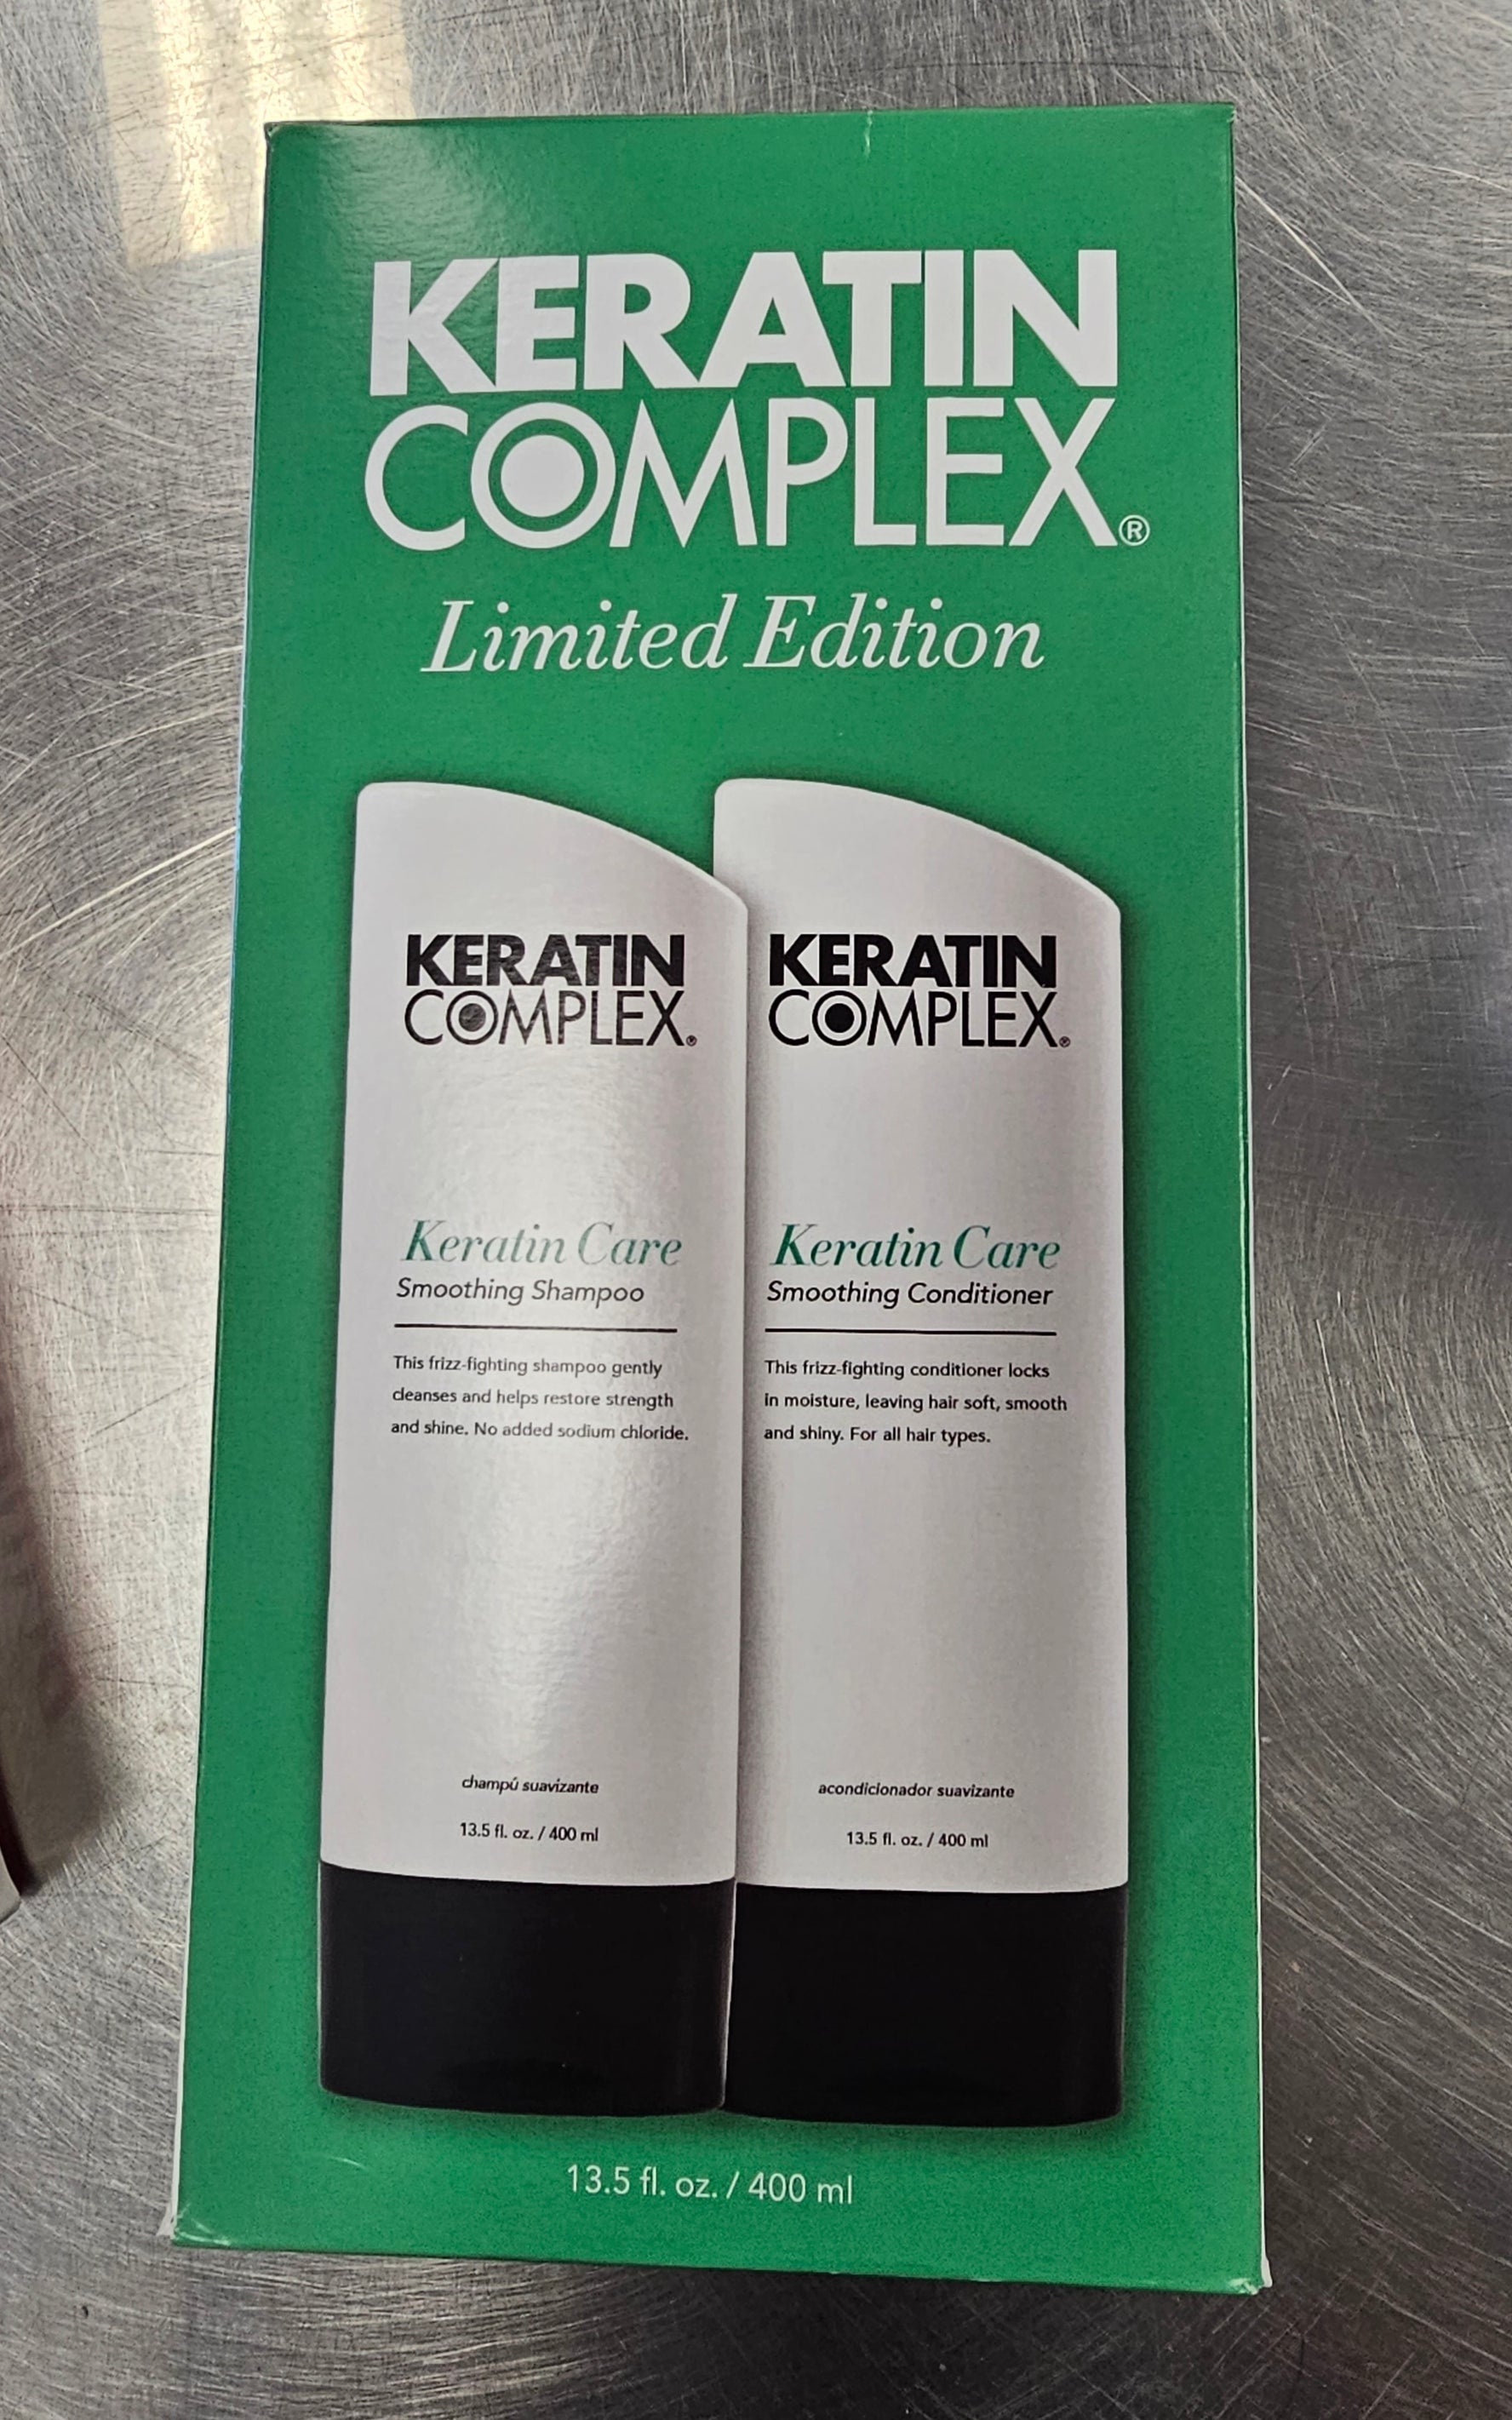 KERATIN
COMPLEX®
Limited Edition
KERATIN
COMPLEX®
Keratin Care
Smoothing Shampoo
This frizz-fighting shampoo gently
cleanses and helps restore strength
and shine. No added sodium chloride.
champú suavizante
13.5 fl. oz. / 400 ml
KERATIN
COMPLEX®
Keratin Care
Smoothing Conditioner
This frizz-fighting conditioner locks
in moisture, leaving hair soft, smooth
and shiny. For all hair types.
acondicionador suavizante
13.5 fl. oz. / 400 ml
13.5 fl. oz. / 400 ml